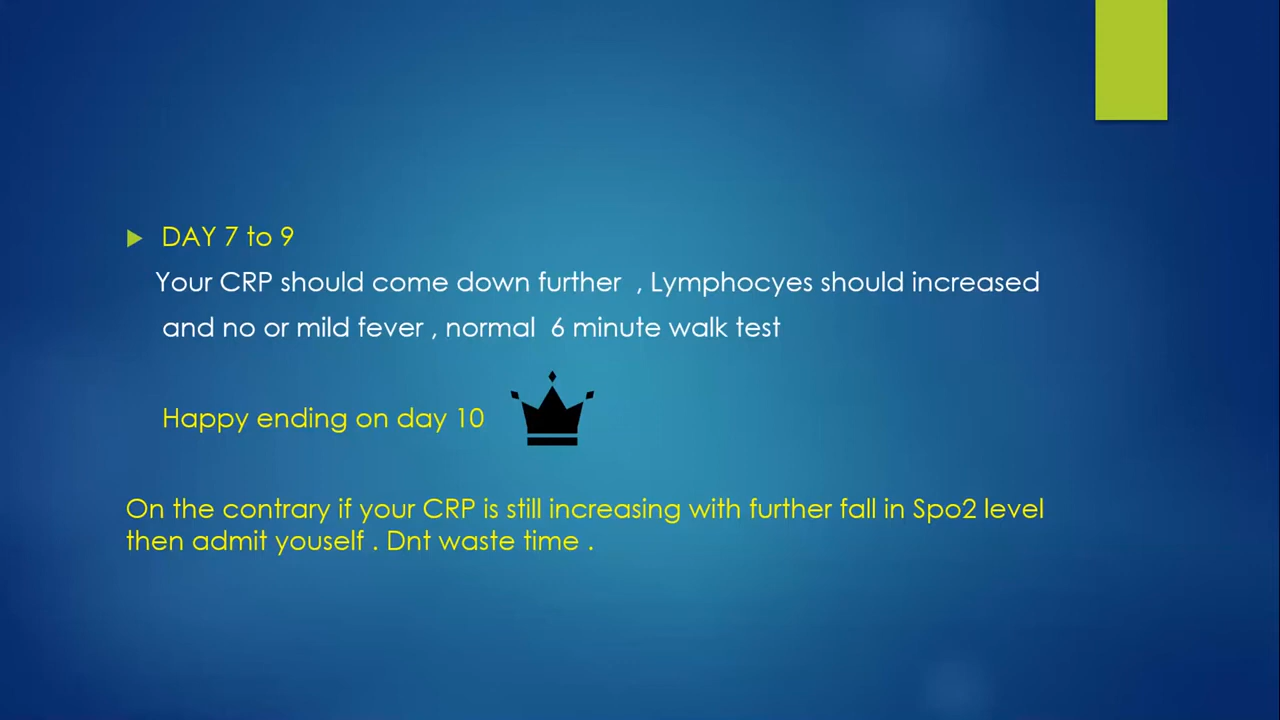 DAY 7 to 9
Your CRP should come down further , Lymphocyes should increased
and no or mild fever , normal 6 minute walk test
Happy ending on day 10
On the contrary if your CRP is still increasing with further fall in Spo2 level
then admit youself . Dnt waste time .